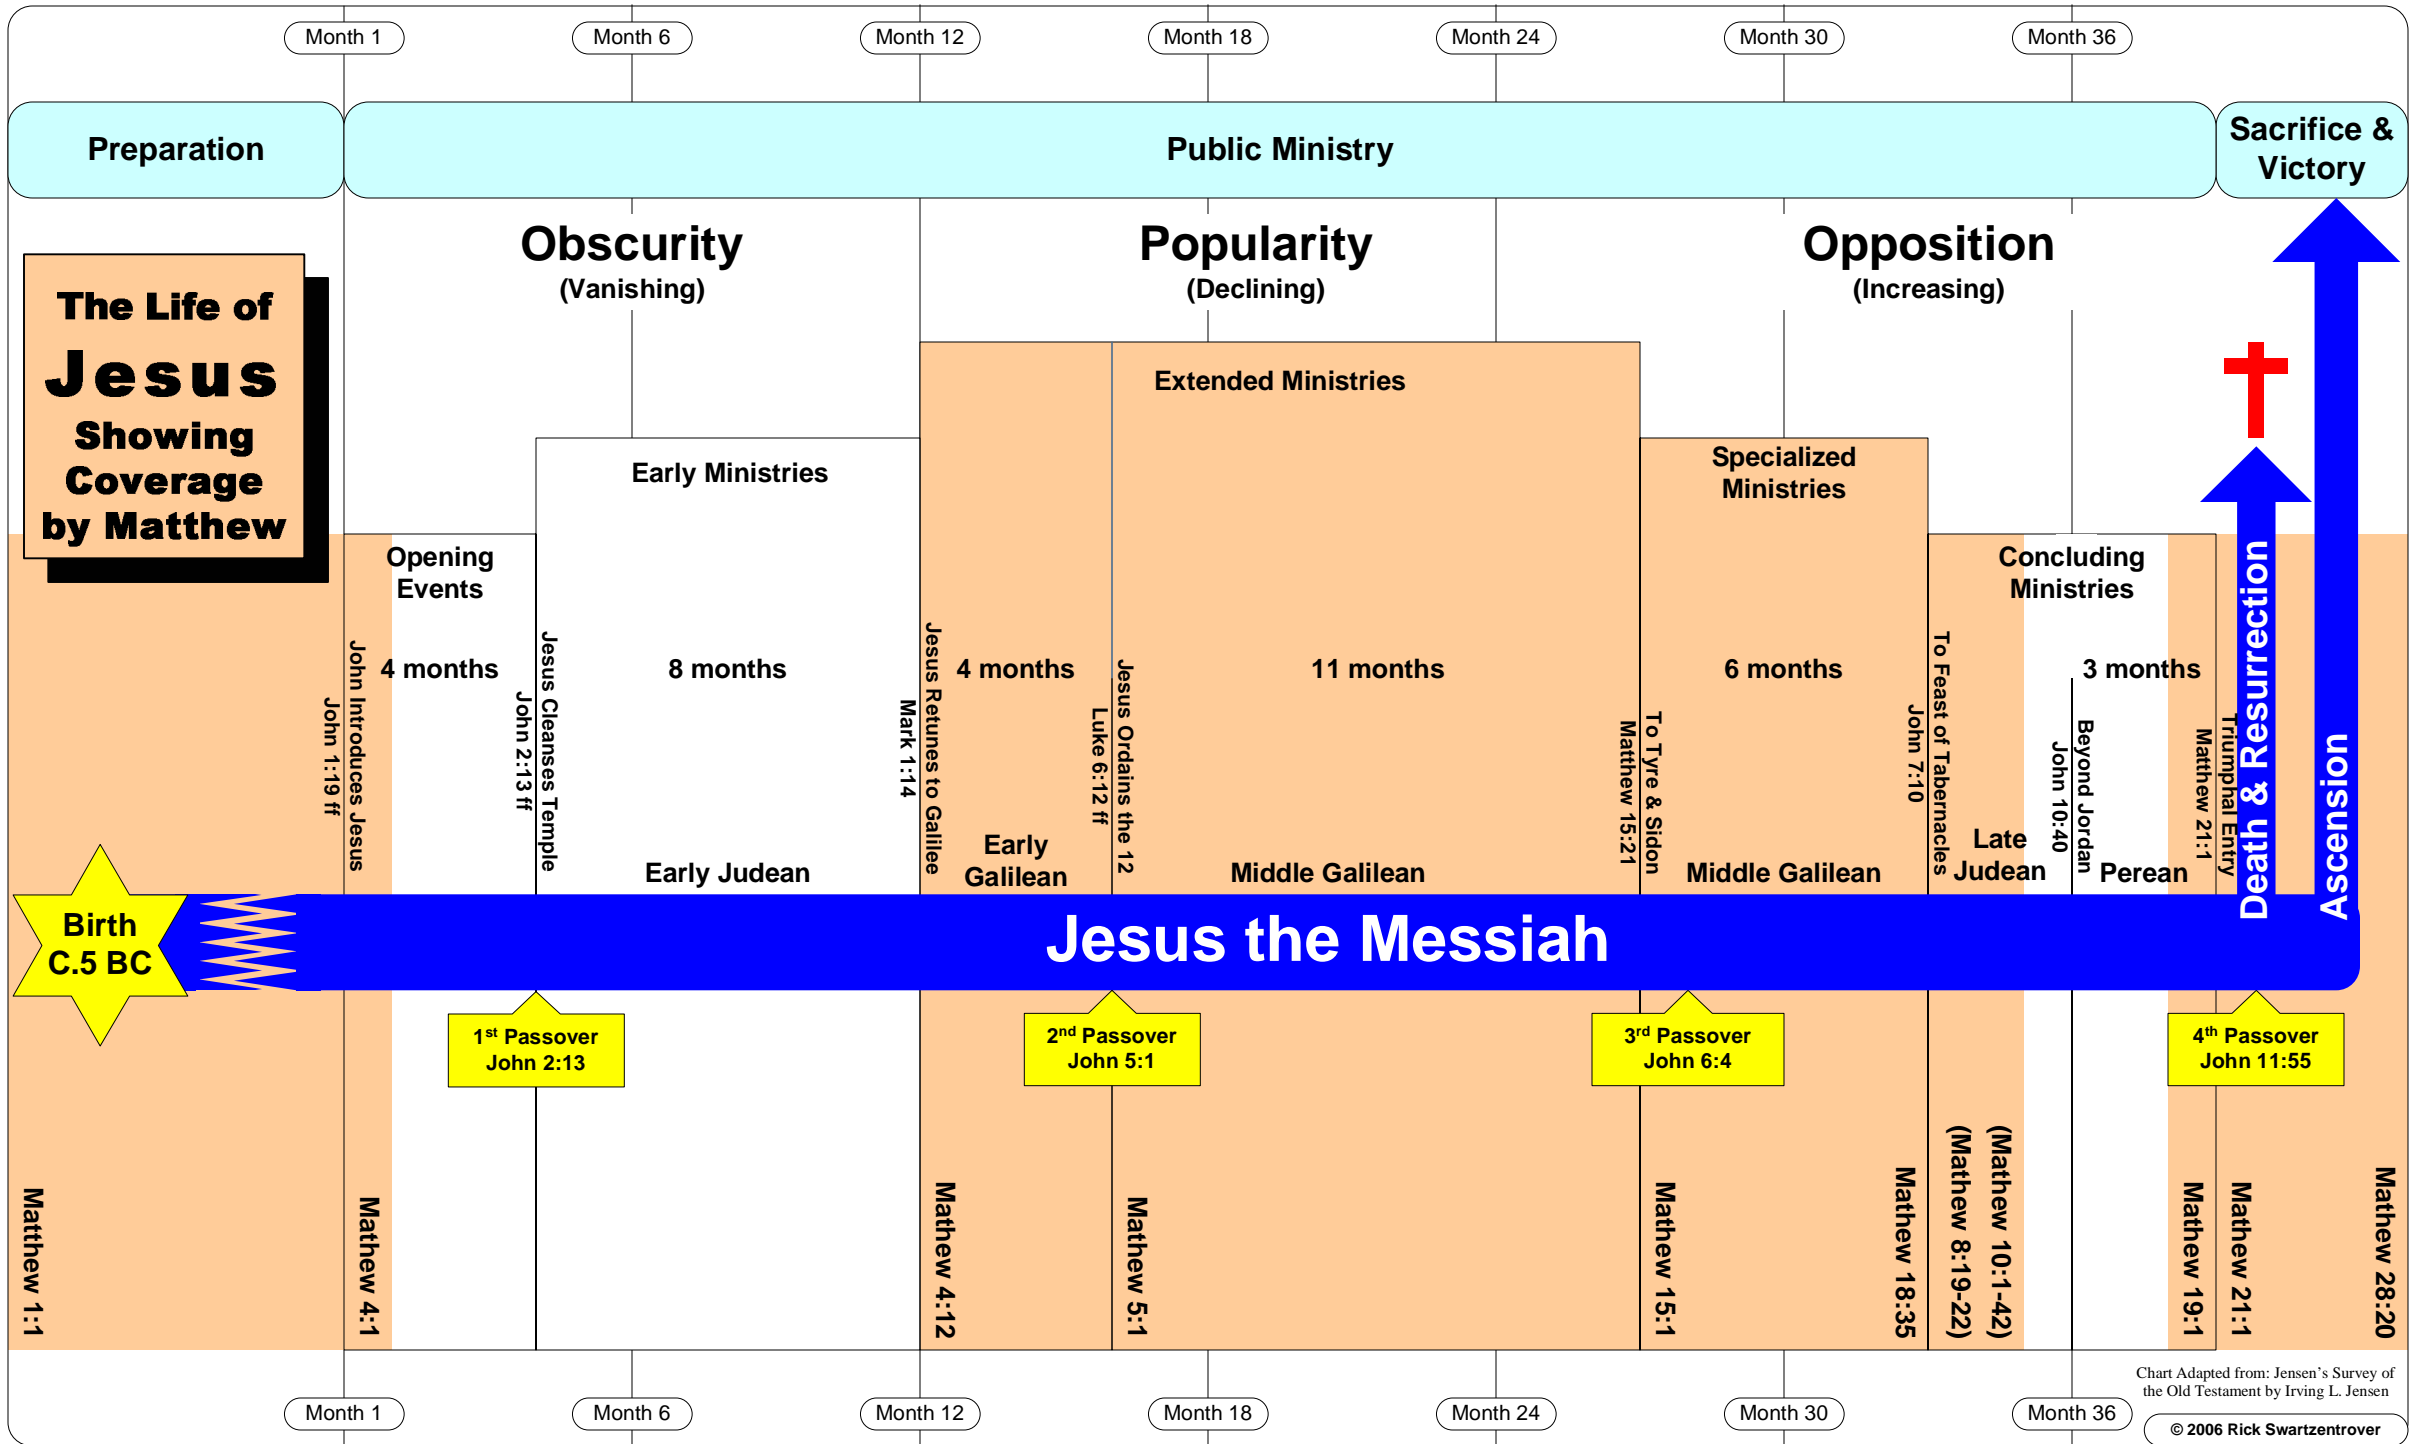 Month 1
Month 6
Month 12
Month 18
Month 24
Month 30
Month 36
Preparation
Public Ministry
Sacrifice &
Victory
Obscurity
(Vanishing)
Popularity
(Declining)
Opposition
(Increasing)
The Life of
Jesus
Showing
Coverage
by Matthew
Extended Ministries
Early Ministries
Specialized
Ministries
Opening
Events
Concluding
Ministries
4 months
8 months
4 months
11 months
6 months
3 months
John Introduces Jesus
John 1:19 ff
Jesus Cleanses Temple
John 2:13 ff
Jesus Retunes to Galilee
Mark 1:14
Jesus Ordains the 12
Luke 6:12 ff
To Tyre & Sidon
Matthew 15:21
To Feast of Tabernacles
John 7:10
Beyond Jordan
John 10:40
Triumphal Entry
Matthew 21:1
Death & Resurrection
Ascension
Early Judean
Early
Galilean
Middle Galilean
Middle Galilean
Late
Judean
Perean
Birth
C.5 BC
Jesus the Messiah
1st Passover
John 2:13
2nd Passover
John 5:1
3rd Passover
John 6:4
4th Passover
John 11:55
Matthew 1:1
Mathew 4:1
Mathew 4:12
Mathew 5:1
Mathew 15:1
Mathew 18:35
(Mathew 8:19-22)
(Mathew 10:1-42)
Mathew 19:1
Mathew 21:1
Mathew 28:20
Chart Adapted from: Jensen's Survey of
the Old Testament by Irving L. Jensen
Month 1
Month 6
Month 12
Month 18
Month 24
Month 30
Month 36
© 2006 Rick Swartzentrover